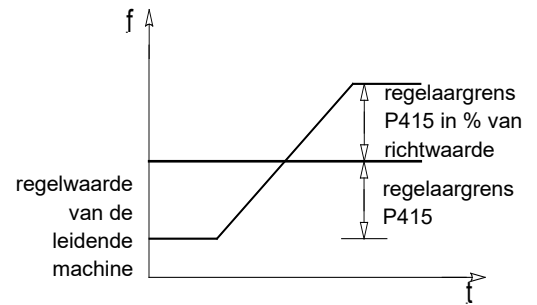 f
regelaargrens
P415 in % van
richtwaarde
regelwaarde
van de
leidende
machine
regelaargrens
P415
t